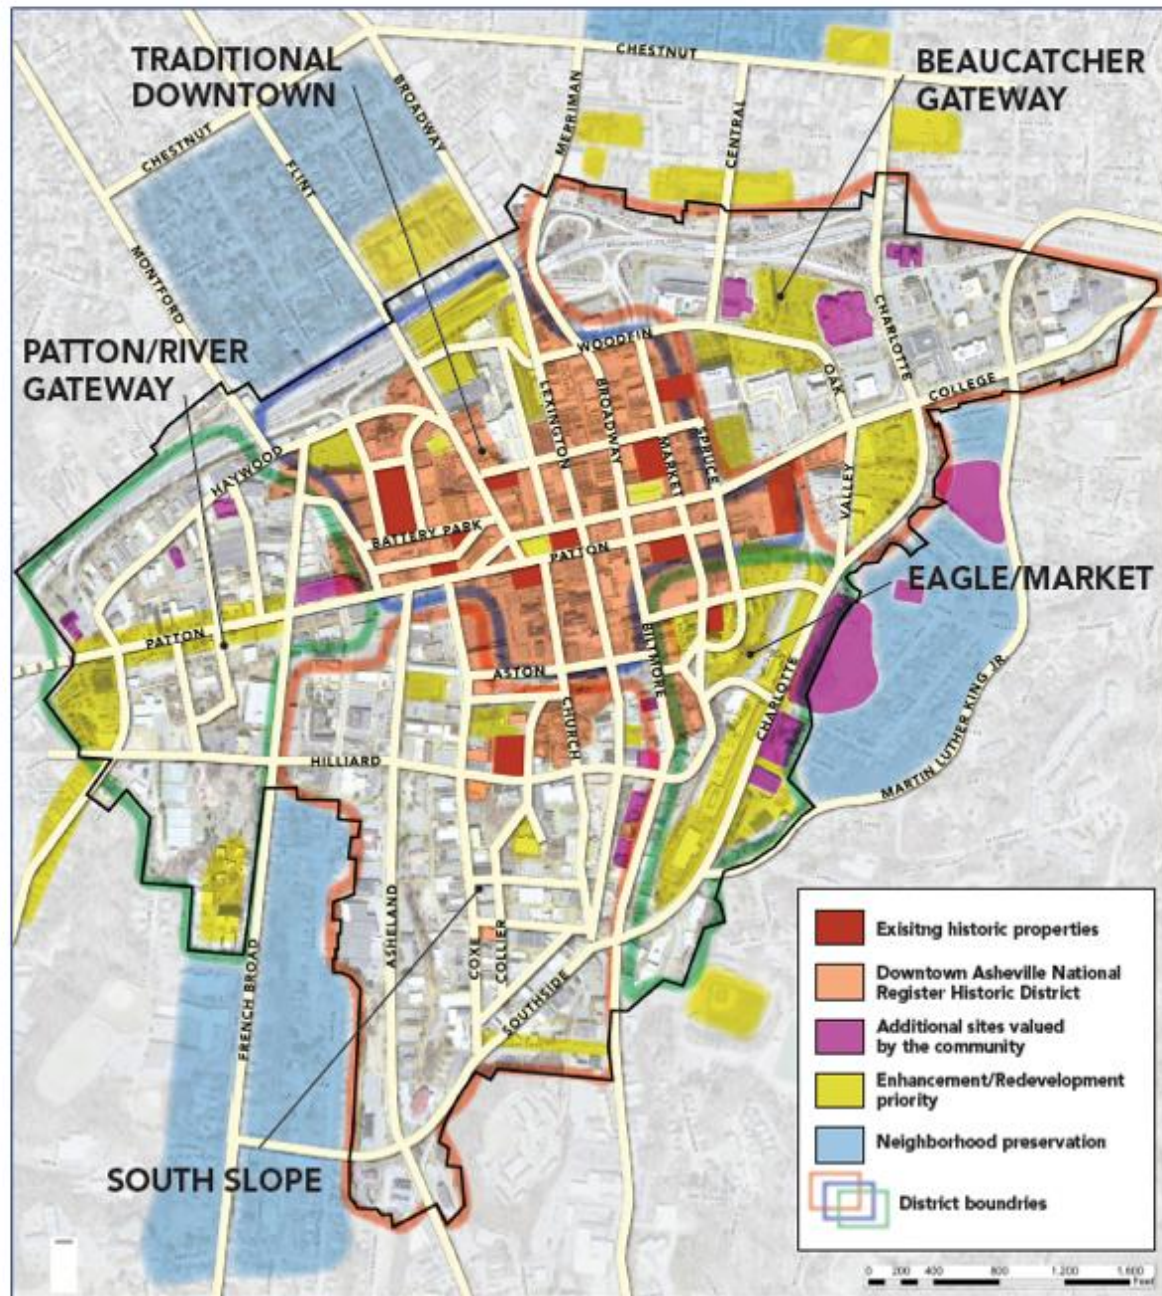 TRADITIONAL
DOWNTOWN
BEAUCATCHER
GATEWAY
PATTON/RIVER
GATEWAY
EAGLE/MARKET
SOUTH SLOPE
CHESTNUT
CHESTNUT
BROADWAY
MERRIMAN
CENTRAL
FLINT
MONTFORD
WOODFIN
OAK
CHARLOTTE
COLLEGE
HAYWOOD
LEXINGTON
BROADWAY
MARKET
SPRUCE
VALLEY
BATTERY PARK
PATTON
PATTON
ASTON
BILTMORE
CHURCH
CHARLOTTE
MARTIN LUTHER KING JR
HILLIARD
ASHELAND
COXE
COLLIER
SOUTHSIDE
FRENCH BROAD
Exisitng historic properties
Downtown Asheville National
Register Historic District
Additional sites valued
by the community
Enhancement/Redevelopment
priority
Neighborhood preservation
District boundries
0 200 400 800 1,200 1,600
Feet